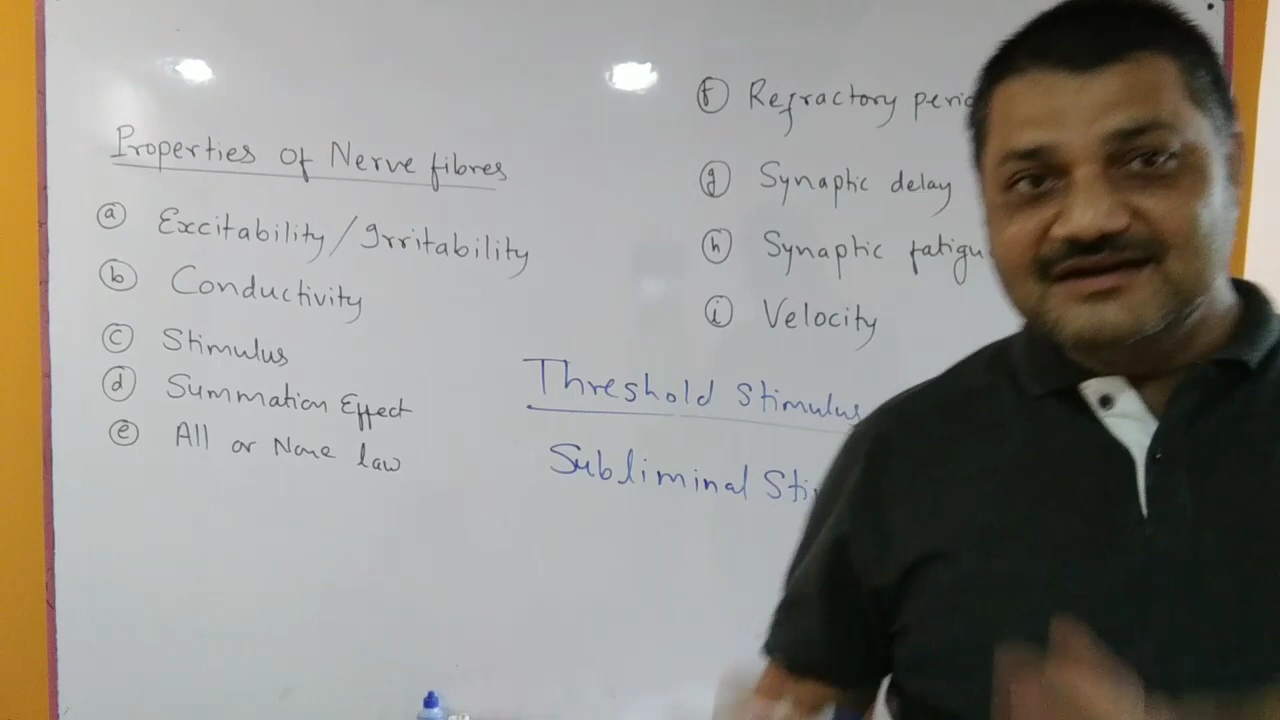 Properties of Nerve fibres
(a) Excitability/Irritability
(b) Conductivity
(c) Stimulus
(d) Summation Effect
(e) All or None law
(f) Refractory
(g) Synaptic delay
(h) Synaptic
(i) Velocity
Threshold Stimulus
Subliminal